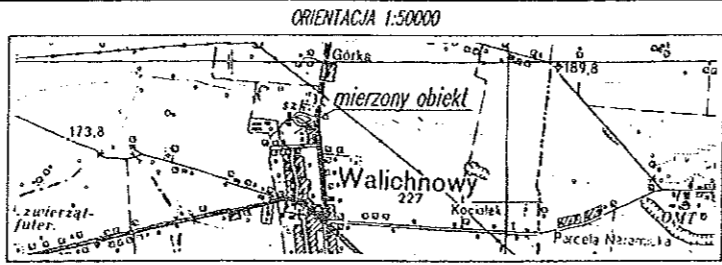 ORIENTACJA 1:50000
Górka
189,8
szk.
mierzony obiekt
173,8
Walichnowy
227
Kociołek
zwierząt
futer.
OMT
Parcela Naramicka